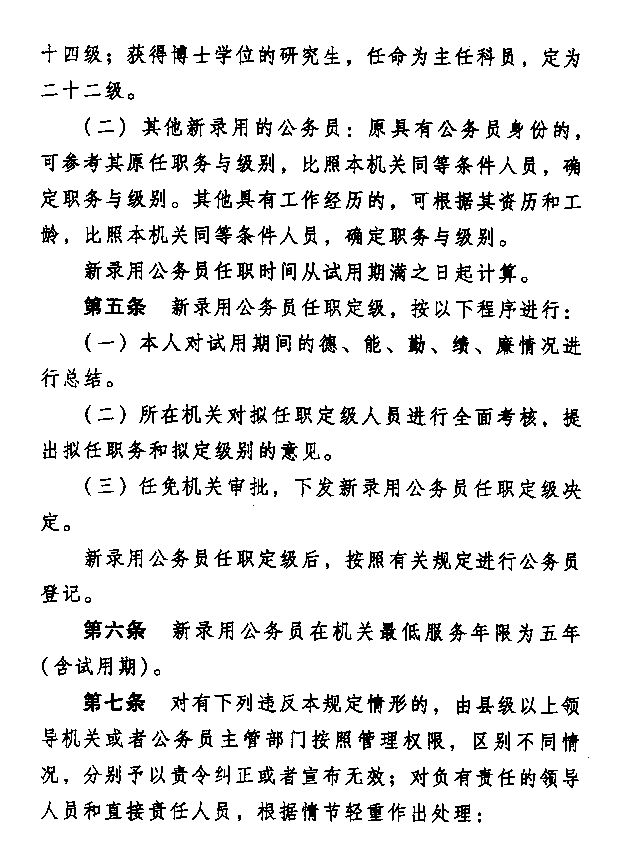 十四级；获得博士学位的研究生，任命为主任科员，定为
二十二级。
（二）其他新录用的公务员：原具有公务员身份的，
可参考其原任职务与级别，比照本机关同等条件人员，确
定职务与级别。其他具有工作经历的，可根据其资历和工
龄，比照本机关同等条件人员，确定职务与级别。
新录用公务员任职时间从试用期满之日起计算。
第五条　新录用公务员任职定级，按以下程序进行：
（一）本人对试用期间的德、能、勤、绩、廉情况进
行总结。
（二）所在机关对拟任职定级人员进行全面考核，提
出拟任职务和拟定级别的意见。
（三）任免机关审批，下发新录用公务员任职定级决
定。
新录用公务员任职定级后，按照有关规定进行公务员
登记。
第六条　新录用公务员在机关最低服务年限为五年
（含试用期）。
第七条　对有下列违反本规定情形的，由县级以上领
导机关或者公务员主管部门按照管理权限，区别不同情
况，分别予以责令纠正或者宣布无效；对负有责任的领导
人员和直接责任人员，根据情节轻重作出处理：